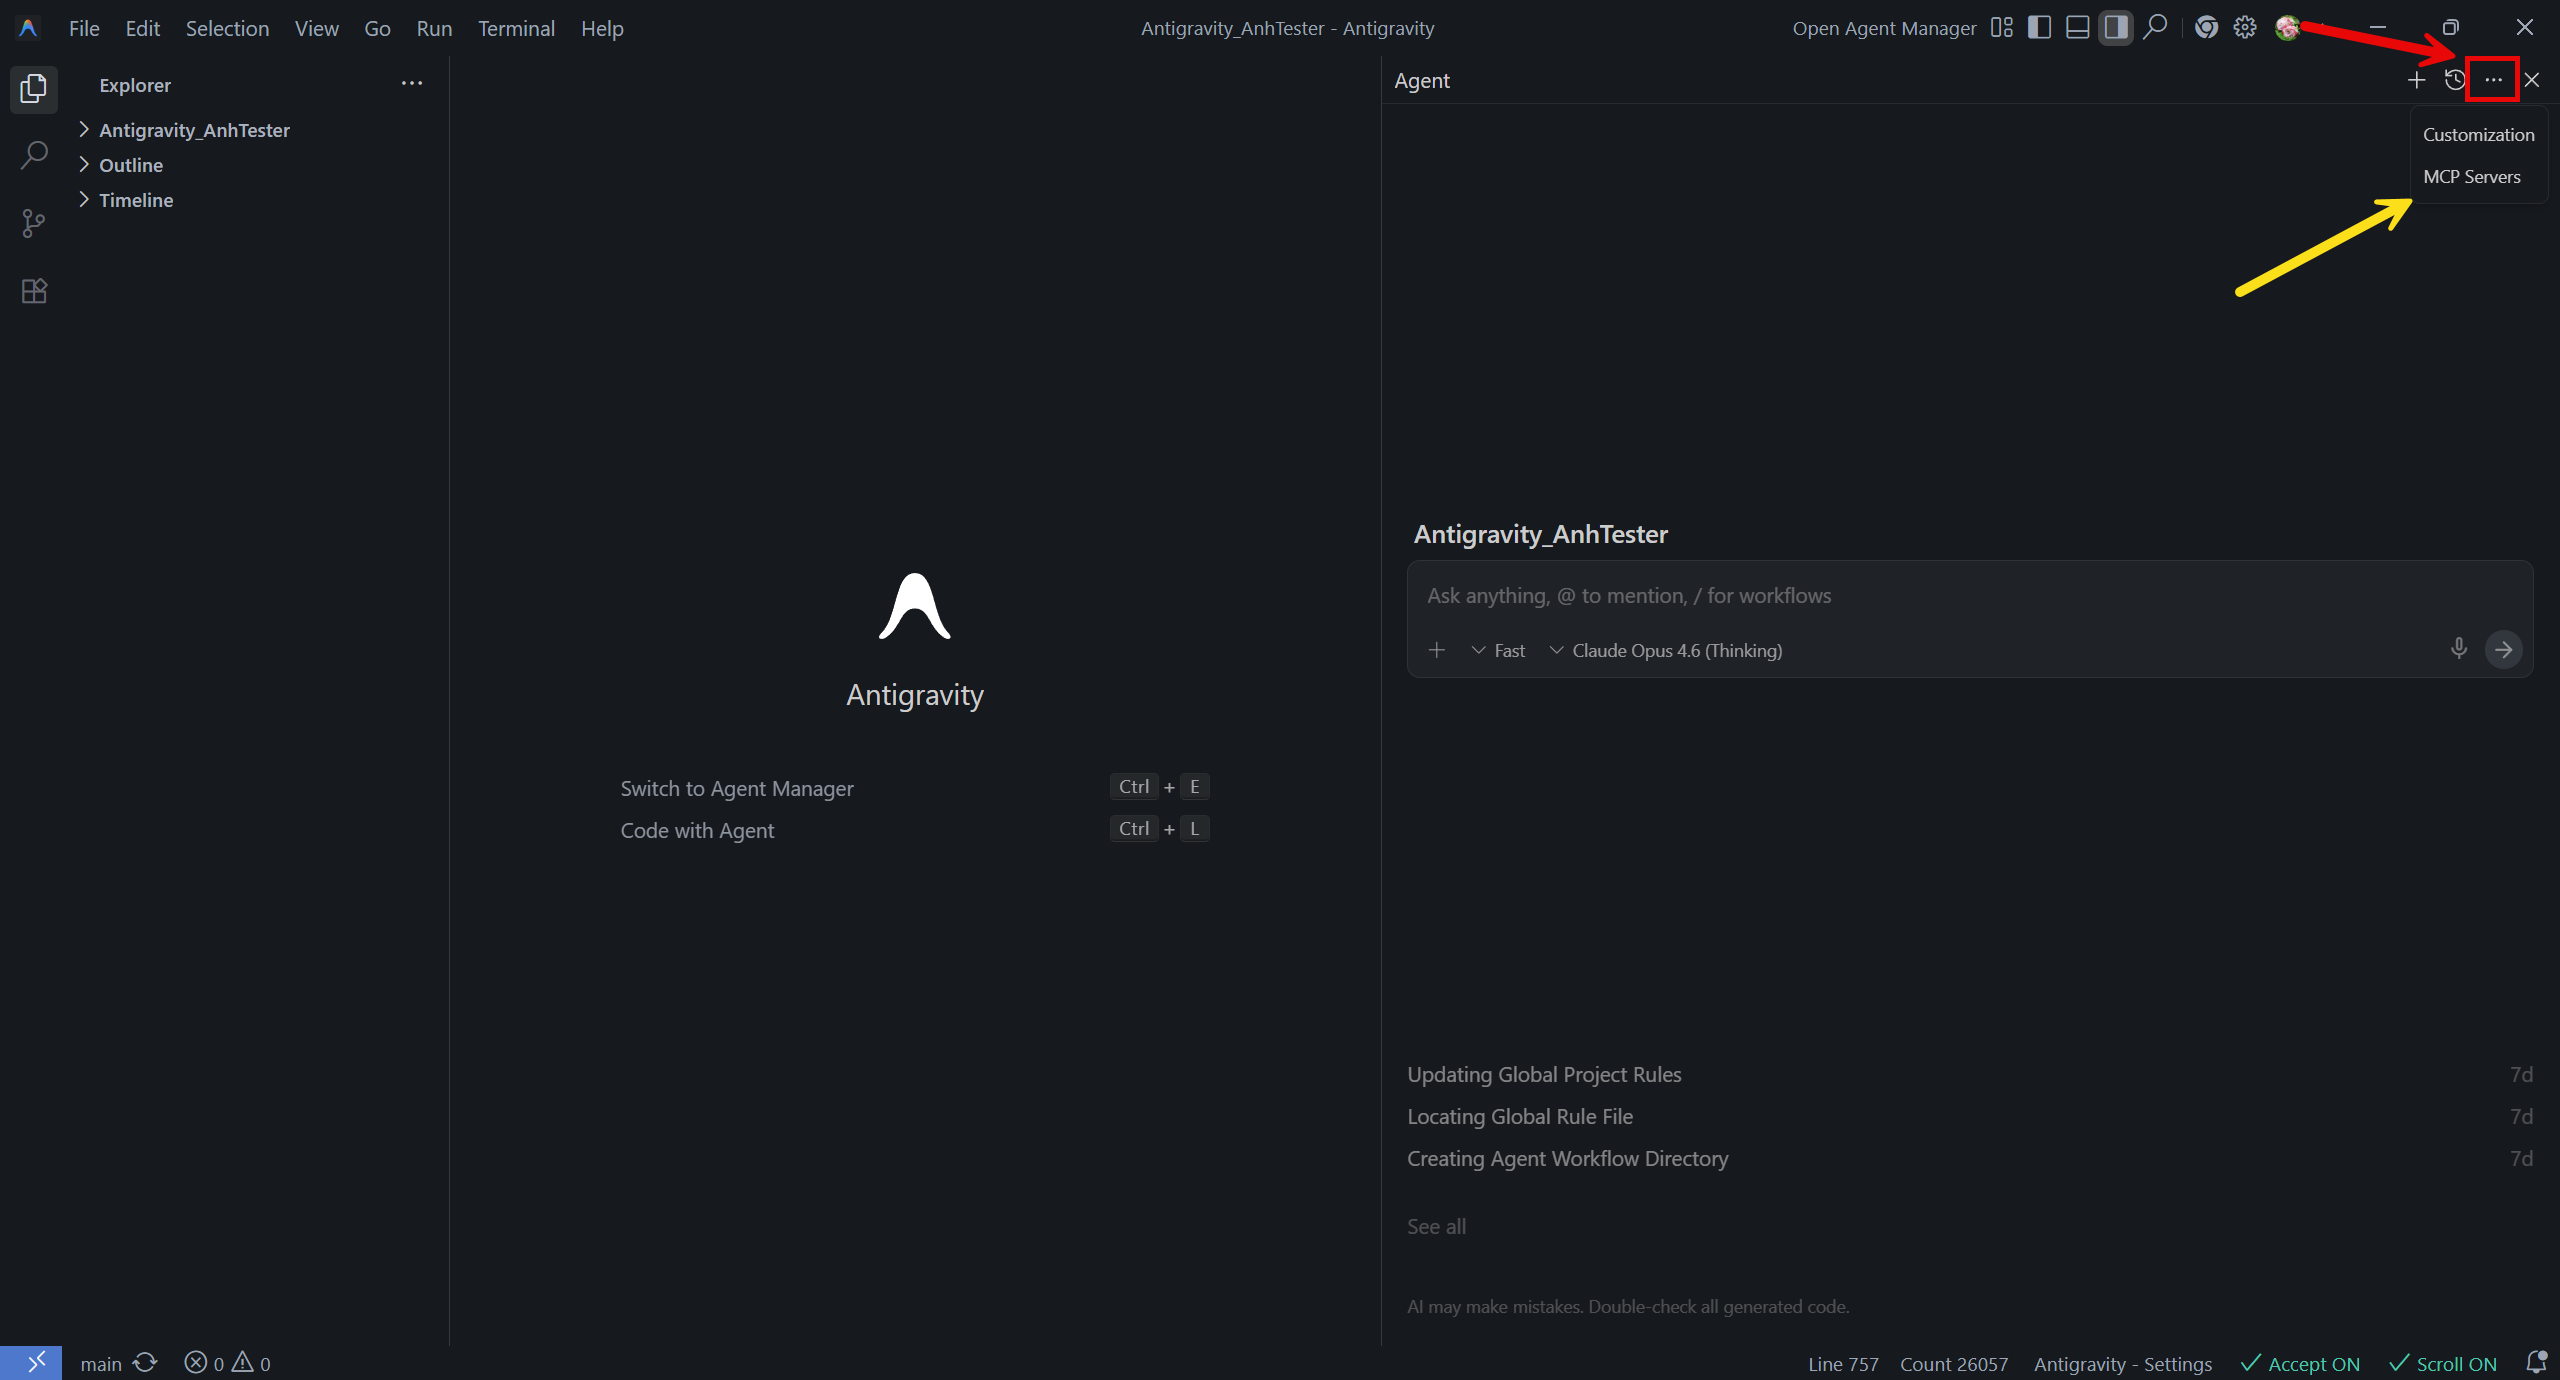 File Edit Selection View Go Run Terminal Help
Antigravity_AnhTester - Antigravity
Open Agent Manager
Explorer
Antigravity_AnhTester
Outline
Timeline
Antigravity
Switch to Agent Manager Ctrl + E
Code with Agent Ctrl + L
Agent
Customization
MCP Servers
Antigravity_AnhTester
Ask anything, @ to mention, / for workflows
Fast Claude Opus 4.6 (Thinking)
Updating Global Project Rules 7d
Locating Global Rule File 7d
Creating Agent Workflow Directory 7d
See all
AI may make mistakes. Double-check all generated code.
main 0 0
Line 757 Count 26057 Antigravity - Settings Accept ON Scroll ON